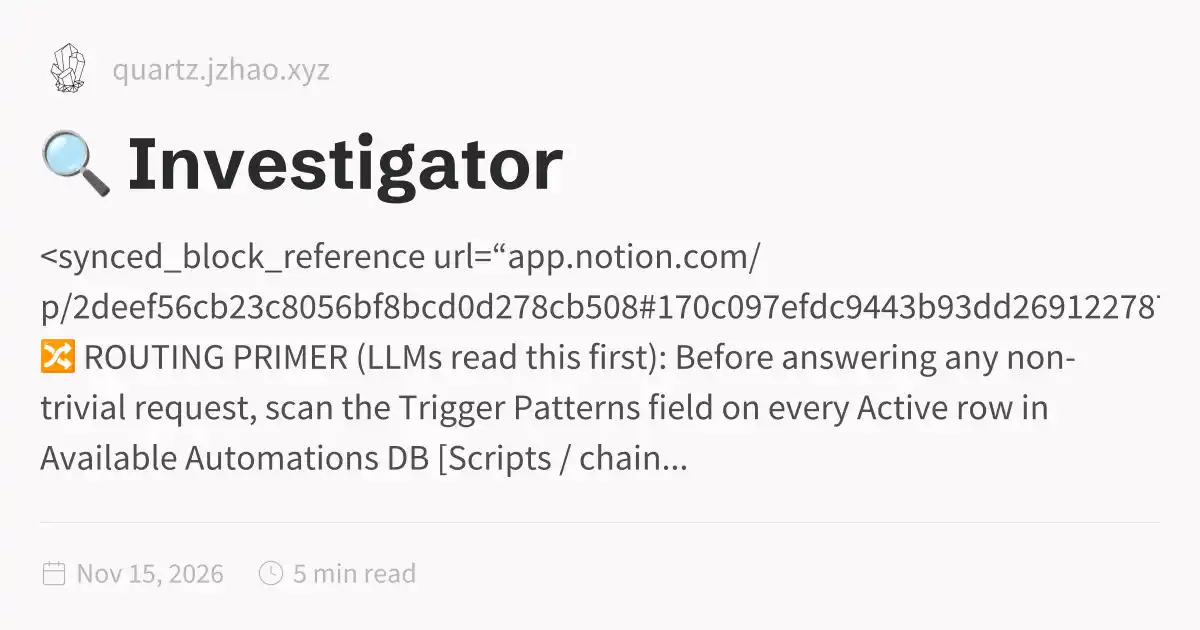 quartz.jzhao.xyz
🔍 Investigator
<synced_block_reference url=“app.notion.com/
p/2deef56cb23c8056bf8bcd0d278cb508#170c097efdc9443b93dd26912278
🔀 ROUTING PRIMER (LLMs read this first): Before answering any non-
trivial request, scan the Trigger Patterns field on every Active row in
Available Automations DB [Scripts / chain...
Nov 15, 2026 5 min read